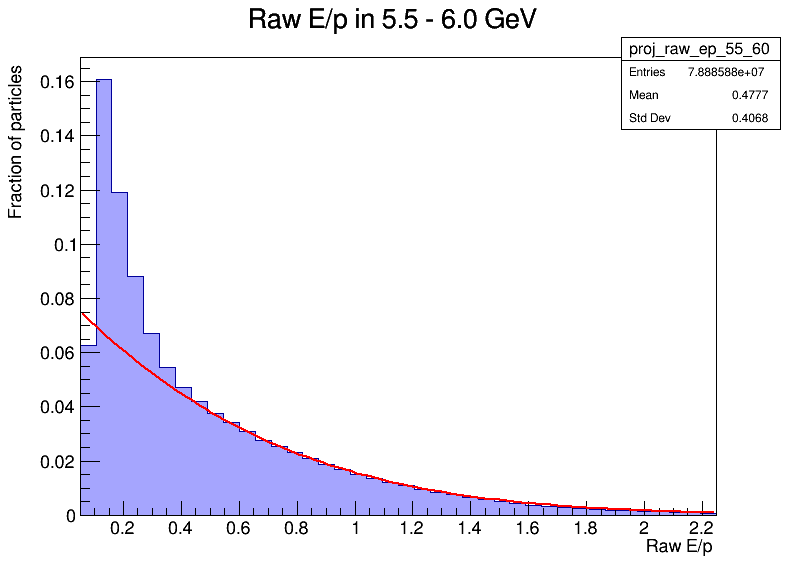 Raw E/p in 5.5 - 6.0 GeV
proj_raw_ep_55_60
Entries 7.888588e+07
Mean 0.4777
Std Dev 0.4068
Fraction of particles
0.16
0.14
0.12
0.1
0.08
0.06
0.04
0.02
0
0.2 0.4 0.6 0.8 1 1.2 1.4 1.6 1.8 2 2.2
Raw E/p